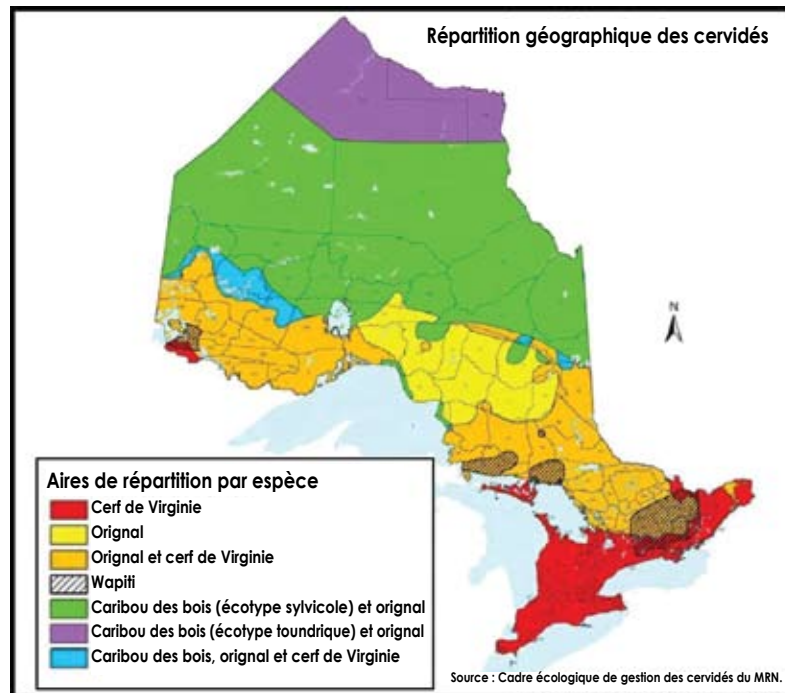 Répartition géographique des cervidés
N
Aires de répartition par espèce
Cerf de Virginie
Orignal
Orignal et cerf de Virginie
Wapiti
Caribou des bois (écotype sylvicole) et orignal
Caribou des bois (écotype toundrique) et orignal
Caribou des bois, orignal et cerf de Virginie
Source : Cadre écologique de gestion des cervidés du MRN.